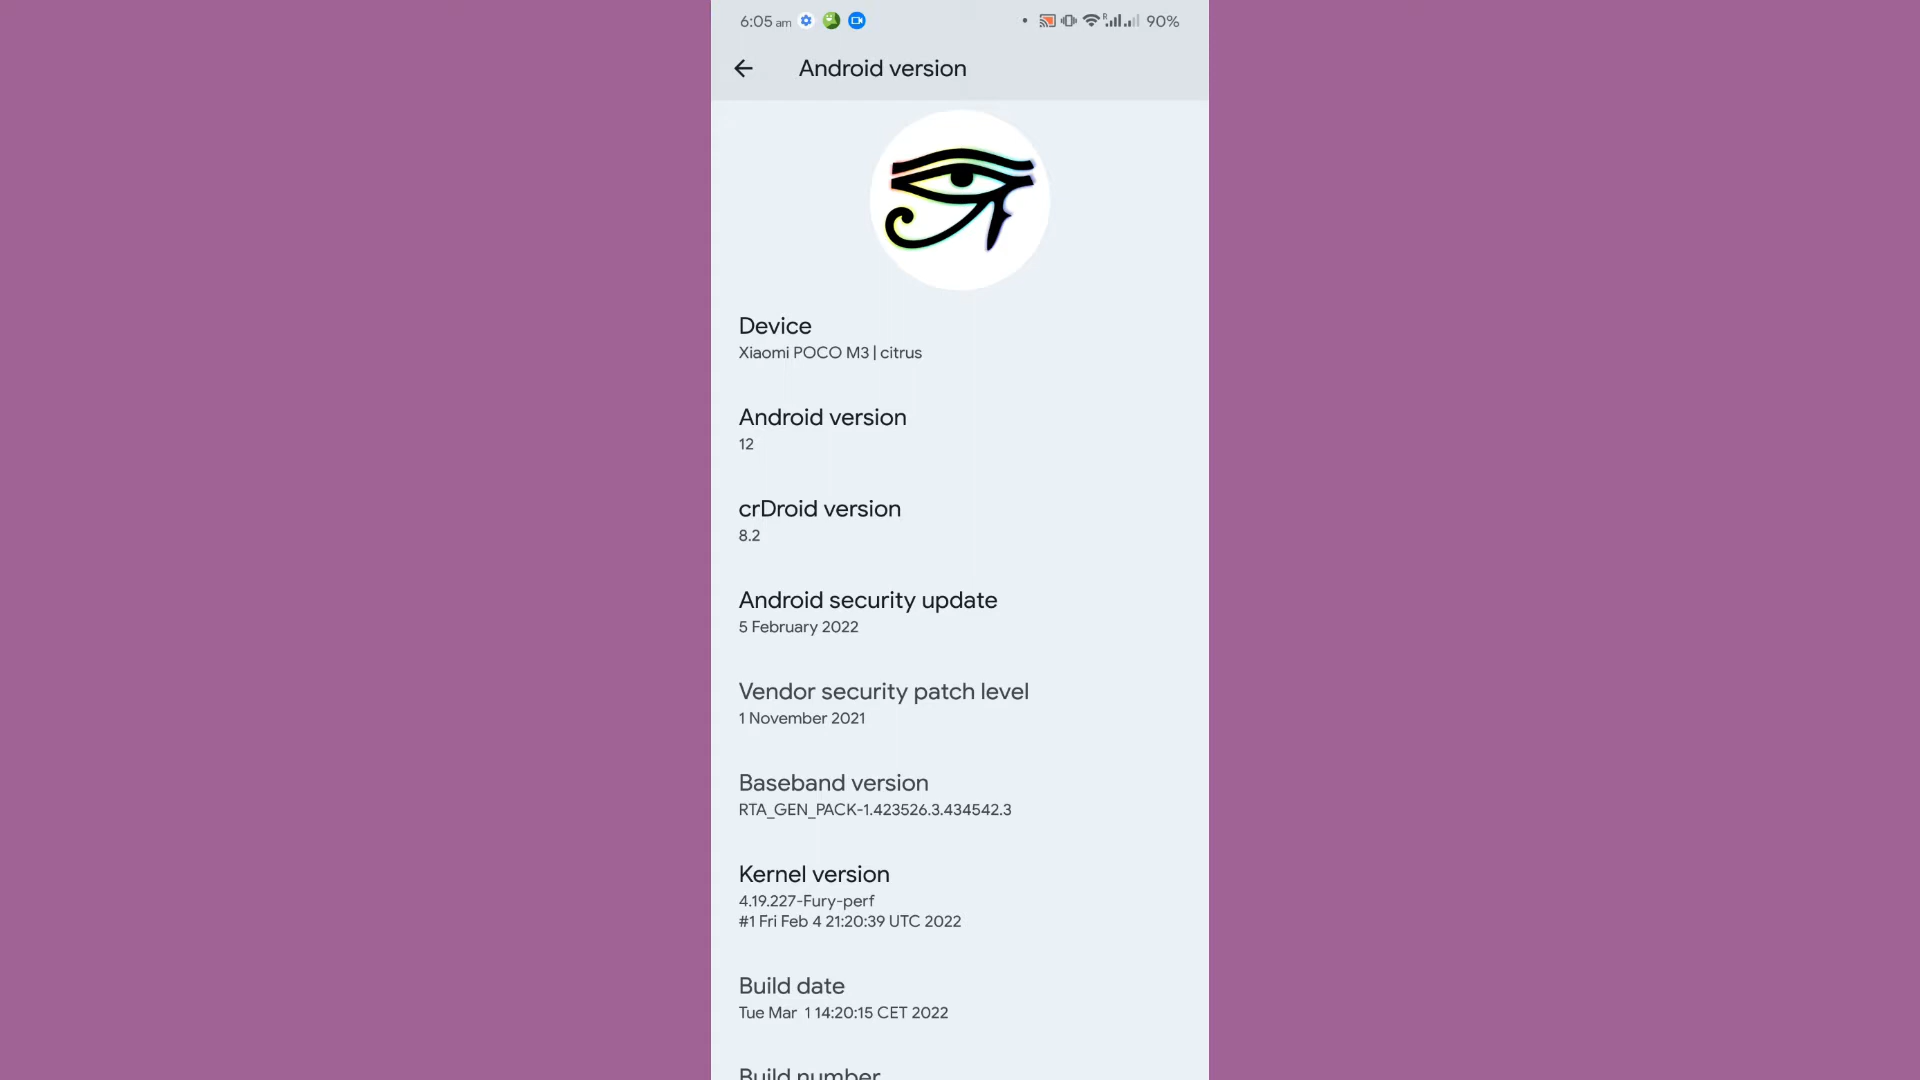 6:05 am
R
90%
Android version
Device
Xiaomi POCO M3 | citrus
Android version
12
crDroid version
8.2
Android security update
5 February 2022
Vendor security patch level
1 November 2021
Baseband version
RTA_GEN_PACK-1.423526.3.434542.3
Kernel version
4.19.227-Fury-perf
#1 Fri Feb 4 21:20:39 UTC 2022
Build date
Tue Mar  1 14:20:15 CET 2022
Build number